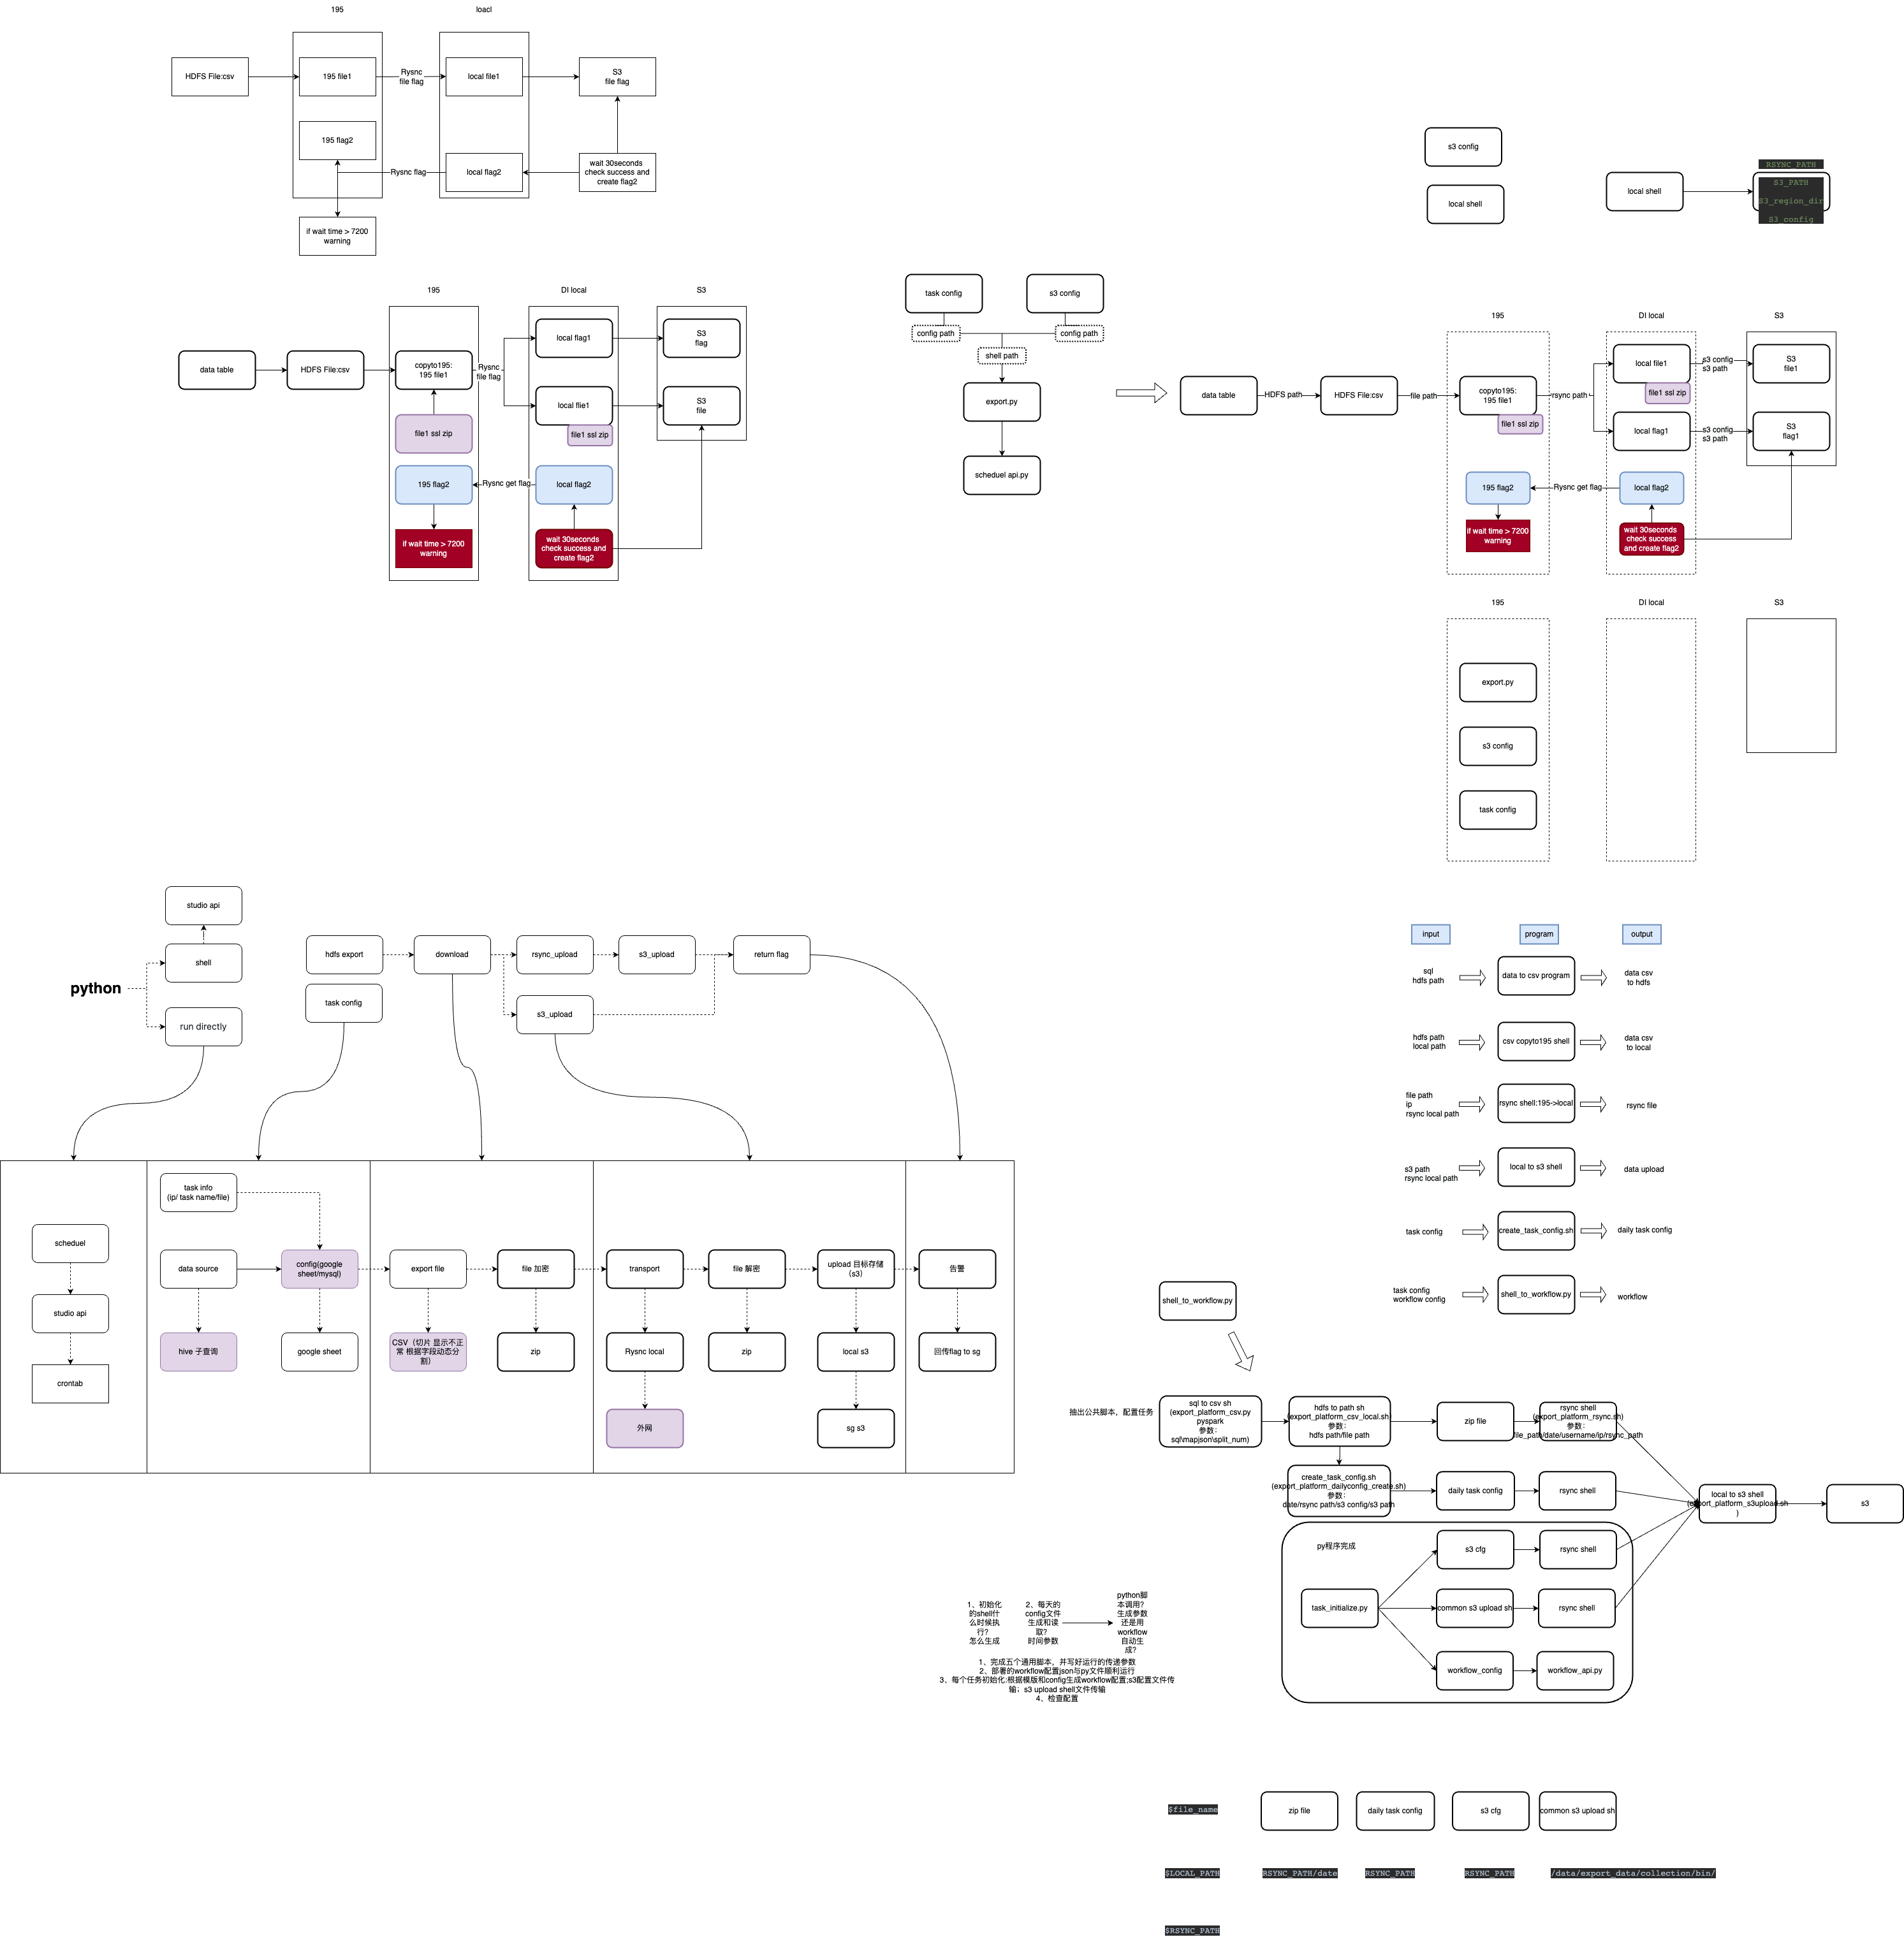 195
loacl
HDFS File:csv
195 file1
Rysnc
file flag
local file1
S3
file flag
195 flag2
Rysnc flag
local flag2
wait 30seconds
check success and
create flag2
if wait time > 7200
warning
s3 config
local shell
local shell
RSYNC_PATH
S3_PATH
S3_region_dir
S3_config
195
DI local
S3
data table
HDFS File:csv
copyto195:
195 file1
Rysnc
file flag
local flag1
S3
flag
local flie1
file1 ssl zip
S3
file
file1 ssl zip
195 flag2
Rysnc get flag
local flag2
if wait time > 7200
warning
wait 30seconds
check success and
create flag2
task config
s3 config
config path
config path
shell path
export.py
scheduel api.py
195
DI local
S3
data table
HDFS path
HDFS File:csv
file path
copyto195:
195 file1
file1 ssl zip
rsync path
local file1
file1 ssl zip
s3 config
s3 path
S3
file1
local flag1
s3 config
s3 path
S3
flag1
195 flag2
Rysnc get flag
local flag2
if wait time > 7200
warning
wait 30seconds
check success
and create flag2
195
DI local
S3
export.py
s3 config
task config
studio api
shell
python
run directly
hdfs export
download
rsync_upload
s3_upload
return flag
task config
s3_upload
input
program
output
sql
hdfs path
data to csv program
data csv
to hdfs
hdfs path
local path
csv copyto195 shell
data csv
to local
file path
ip
rsync local path
rsync shell:195->local
rsync file
s3 path
rsync local path
local to s3 shell
data upload
task config
create_task_config.sh
daily task config
task config
workflow config
shell_to_workflow.py
workflow
task info
(ip/ task name/file)
scheduel
data source
config(google
sheet/mysql)
export file
file 加密
transport
file 解密
upload 目标存储
（s3）
告警
studio api
hive 子查询
google sheet
CSV（切片 显示不正
常 根据字段动态分
割）
zip
Rysnc local
zip
local s3
回传flag to sg
crontab
外网
sg s3
shell_to_workflow.py
抽出公共脚本，配置任务
sql to csv sh
(export_platform_csv.py
pyspark
参数：
sql\mapjson\split_num)
hdfs to path sh
(export_platform_csv_local.sh)
参数：
hdfs path/file path
zip file
rsync shell
(export_platform_rsync.sh)
参数：
file_path/date/username/ip/rsync_path
create_task_config.sh
(export_platform_dailyconfig_create.sh)
参数：
date/rsync path/s3 config/s3 path
daily task config
rsync shell
local to s3 shell
(export_platform_s3upload.sh
)
s3
py程序完成
s3 cfg
rsync shell
task_initialize.py
common s3 upload sh
rsync shell
workflow_config
workflow_api.py
1、初始化
的shell什
么时候执
行？
怎么生成
2、每天的
config文件
生成和读
取？
时间参数
python脚
本调用？
生成参数
还是用
workflow
自动生
成？
1、完成五个通用脚本，并写好运行的传递参数
2、部署的workflow配置json与py文件顺利运行
3、每个任务初始化:根据模版和config生成workflow配置;s3配置文件传
输；s3 upload shell文件传输
4、检查配置
$file_name
zip file
daily task config
s3 cfg
common s3 upload sh
$LOCAL_PATH
RSYNC_PATH/date
RSYNC_PATH
RSYNC_PATH
/data/export_data/collection/bin/
$RSYNC_PATH